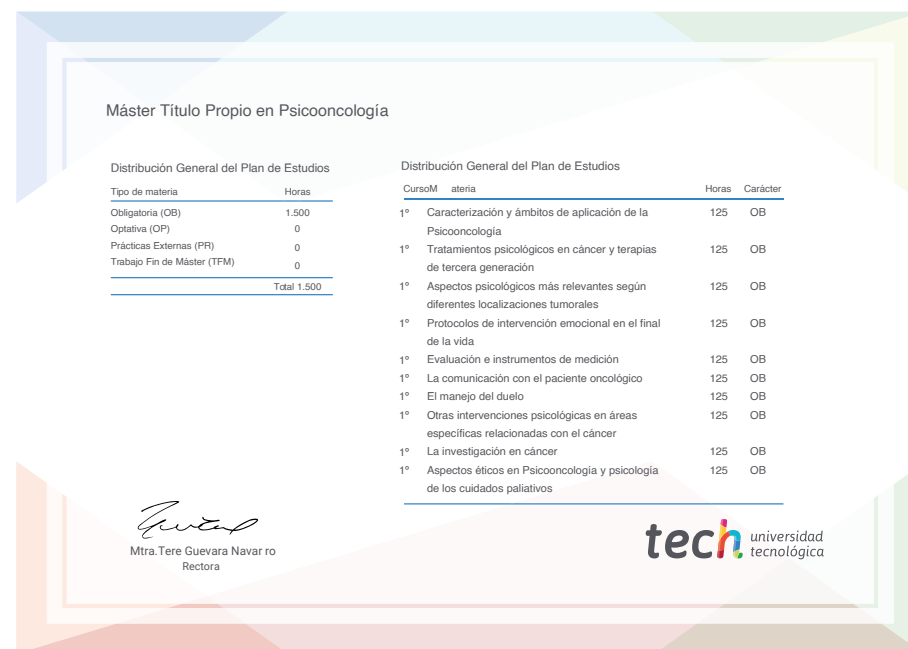 Máster Título Propio en Psicooncología
Distribución General del Plan de Estudios
Tipo de materia Horas
Obligatoria (OB) 1.500
Optativa (OP) 0
Prácticas Externas (PR) 0
Trabajo Fin de Máster (TFM) 0
Total 1.500
Distribución General del Plan de Estudios
CursoM ateria Horas Carácter
1º Caracterización y ámbitos de aplicación de la 125 OB
Psicooncología
1º Tratamientos psicológicos en cáncer y terapias 125 OB
de tercera generación
1º Aspectos psicológicos más relevantes según 125 OB
diferentes localizaciones tumorales
1º Protocolos de intervención emocional en el final 125 OB
de la vida
1º Evaluación e instrumentos de medición 125 OB
1º La comunicación con el paciente oncológico 125 OB
1º El manejo del duelo 125 OB
1º Otras intervenciones psicológicas en áreas 125 OB
específicas relacionadas con el cáncer
1º La investigación en cáncer 125 OB
1º Aspectos éticos en Psicooncología y psicología 125 OB
de los cuidados paliativos
Mtra.Tere Guevara Navar ro
Rectora
tech universidad
tecnológica